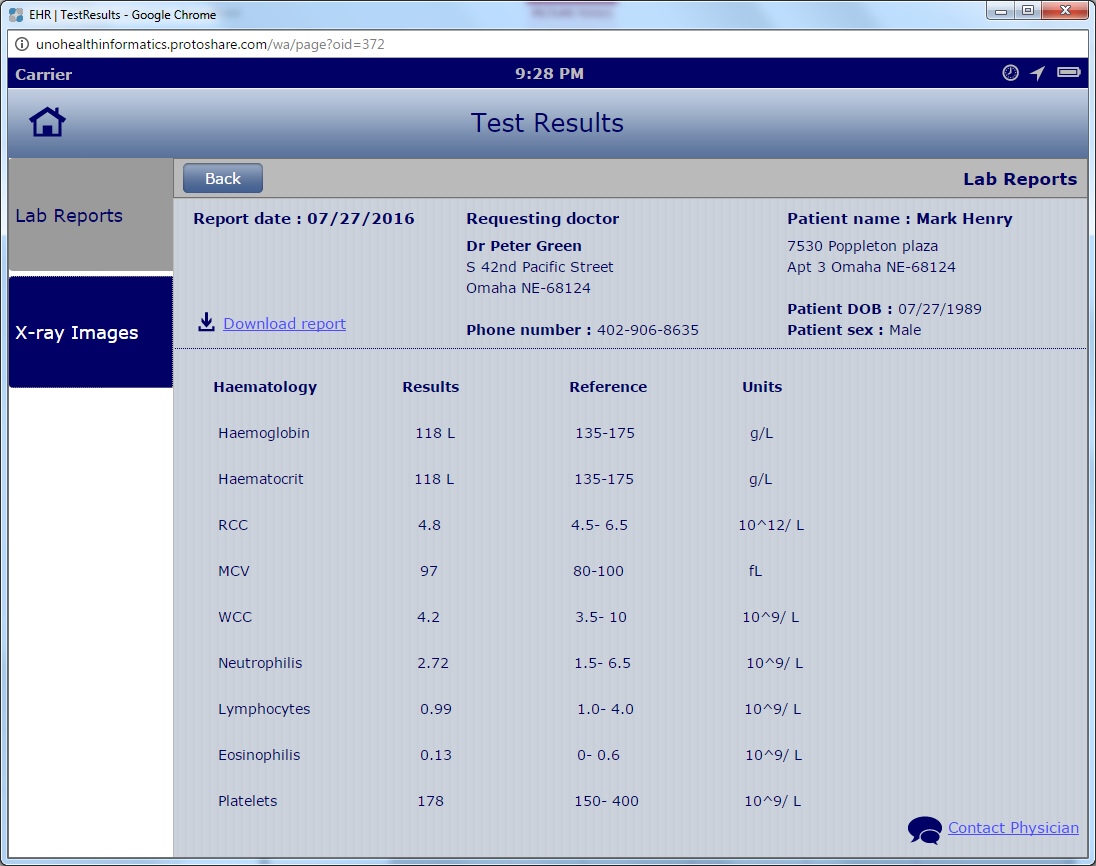 EHR | TestResults - Google Chrome
unohealthinformatics.protoshare.com/wa/page?oid=372
Carrier 9:28 PM
Test Results
Lab Reports
X-ray Images
Back Lab Reports
Report date : 07/27/2016
Download report
Requesting doctor
Dr Peter Green
S 42nd Pacific Street
Omaha NE-68124
Phone number : 402-906-8635
Patient name : Mark Henry
7530 Poppleton plaza
Apt 3 Omaha NE-68124
Patient DOB : 07/27/1989
Patient sex : Male
Haematology Results Reference Units
Haemoglobin 118 L 135-175 g/L
Haematocrit 118 L 135-175 g/L
RCC 4.8 4.5- 6.5 10^12/ L
MCV 97 80-100 fL
WCC 4.2 3.5- 10 10^9/ L
Neutrophilis 2.72 1.5- 6.5 10^9/ L
Lymphocytes 0.99 1.0- 4.0 10^9/ L
Eosinophilis 0.13 0- 0.6 10^9/ L
Platelets 178 150- 400 10^9/ L
Contact Physician